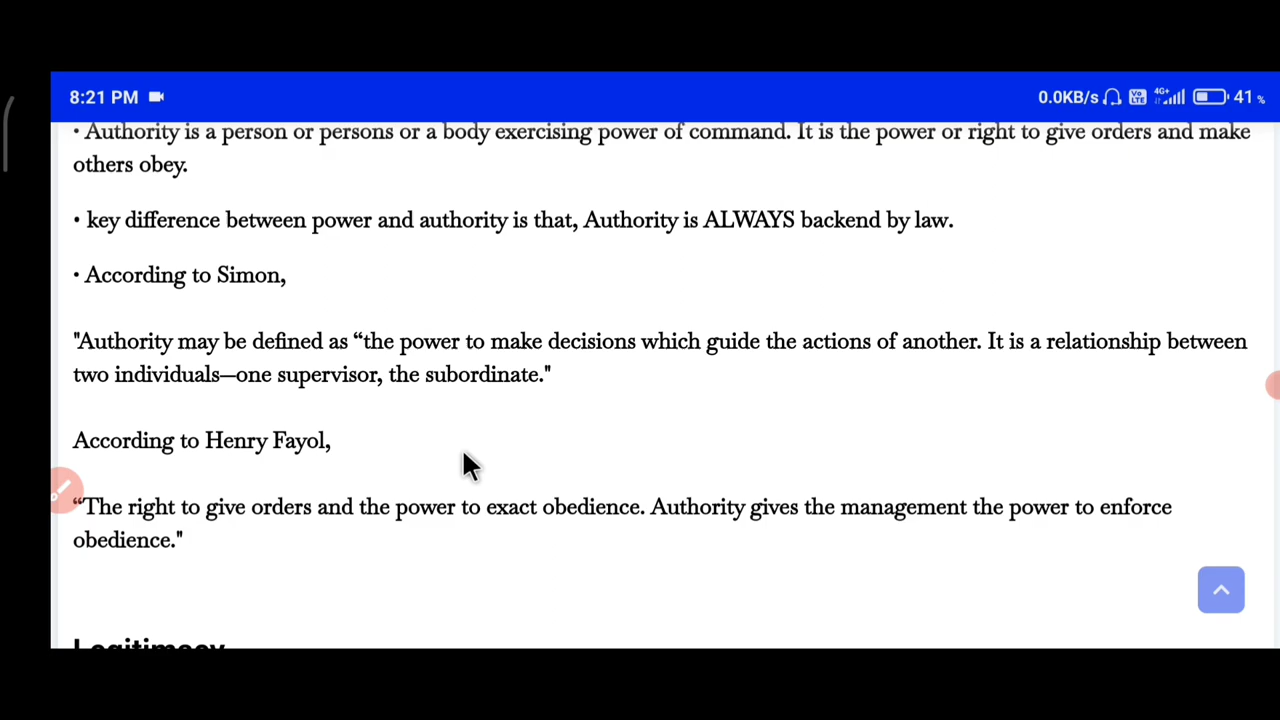 8:21 PM
0.0KB/s Vo LTE 4G+ 41 %
• Authority is a person or persons or a body exercising power of command. It is the power or right to give orders and make
others obey.
• key difference between power and authority is that, Authority is ALWAYS backend by law.
• According to Simon,
"Authority may be defined as “the power to make decisions which guide the actions of another. It is a relationship between
two individuals—one supervisor, the subordinate."
According to Henry Fayol,
“The right to give orders and the power to exact obedience. Authority gives the management the power to enforce
obedience."
Legitimacy